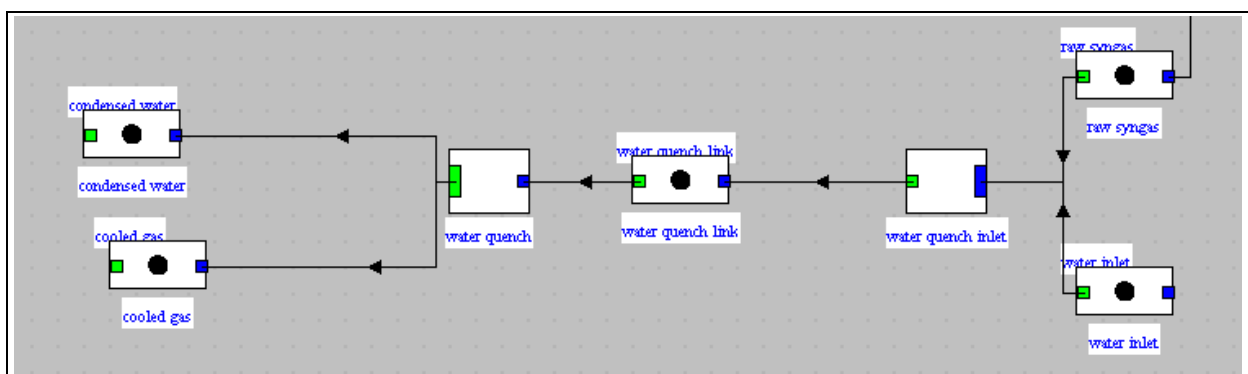 raw syngas
raw syngas
condensed water
condensed water
water quench link
water quench link
water quench
water quench inlet
cooled gas
cooled gas
water inlet
water inlet